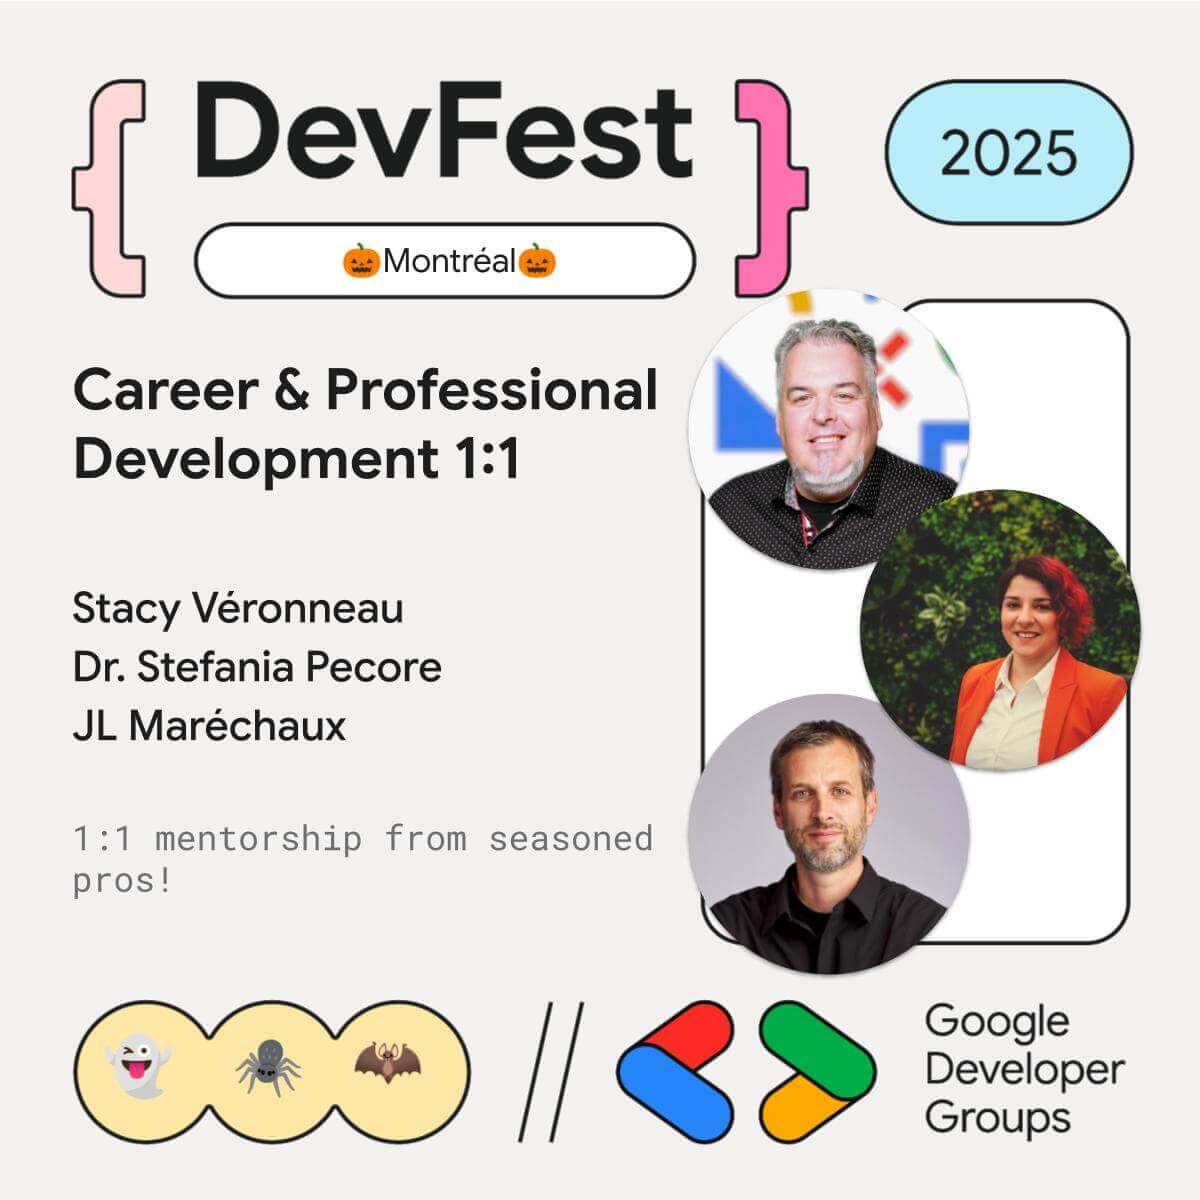 DevFest
2025
🎃Montréal🎃
Career & Professional
Development 1:1
Stacy Véronneau
Dr. Stefania Pecore
JL Maréchaux
1:1 mentorship from seasoned
pros!
Google
Developer
Groups